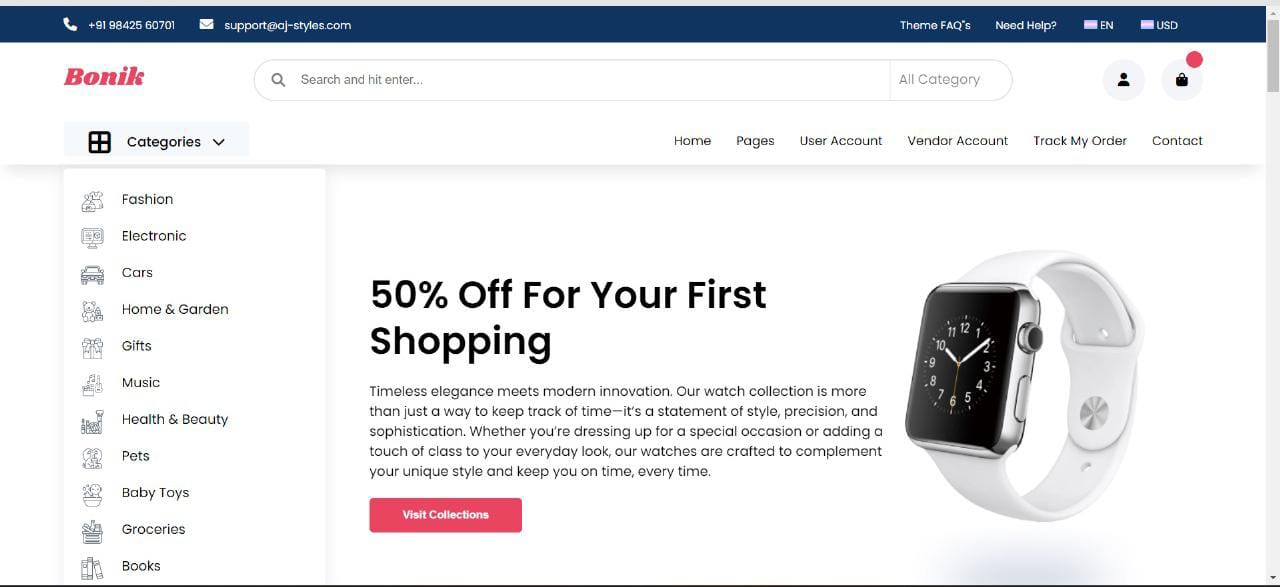 +91 98425 60701 support@aj-styles.com Theme FAQ"s Need Help? EN USD
Bonik Search and hit enter... All Category
Categories Home Pages User Account Vendor Account Track My Order Contact
Fashion
Electronic
Cars
Home & Garden
Gifts
Music
Health & Beauty
Pets
Baby Toys
Groceries
Books
50% Off For Your First
Shopping
Timeless elegance meets modern innovation. Our watch collection is more
than just a way to keep track of time—it's a statement of style, precision, and
sophistication. Whether you're dressing up for a special occasion or adding a
touch of class to your everyday look, our watches are crafted to complement
your unique style and keep you on time, every time.
Visit Collections
11 12 1
10 2
9 3
8 4
7 6 5